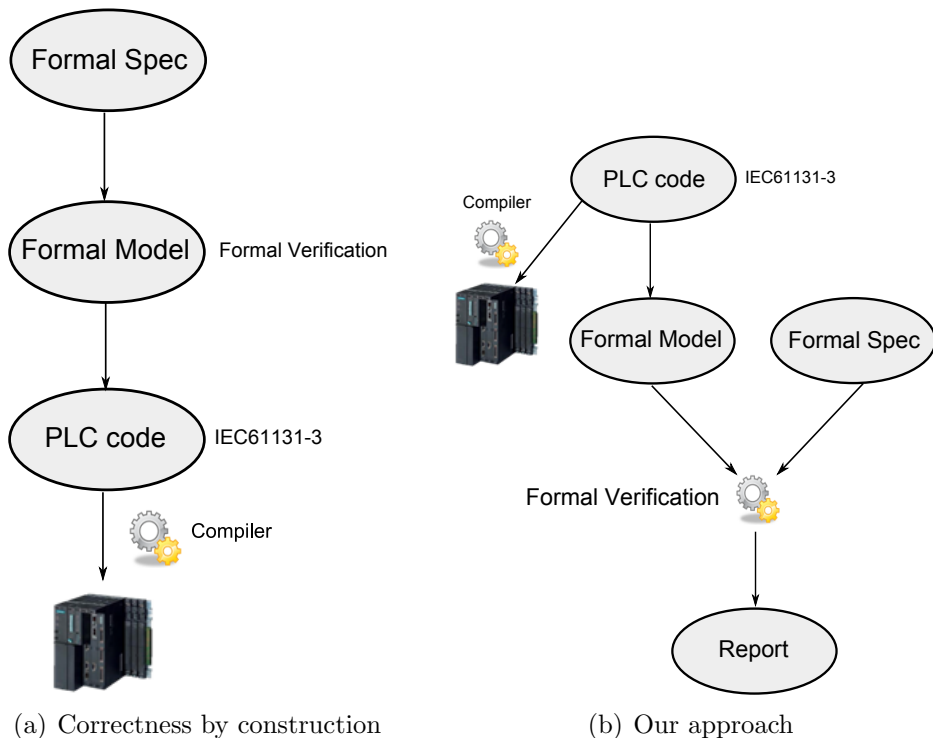 Formal Spec
Formal Model
Formal Verification
PLC code
IEC61131-3
Compiler
(a) Correctness by construction
PLC code
IEC61131-3
Compiler
Formal Model
Formal Spec
Formal Verification
Report
(b) Our approach